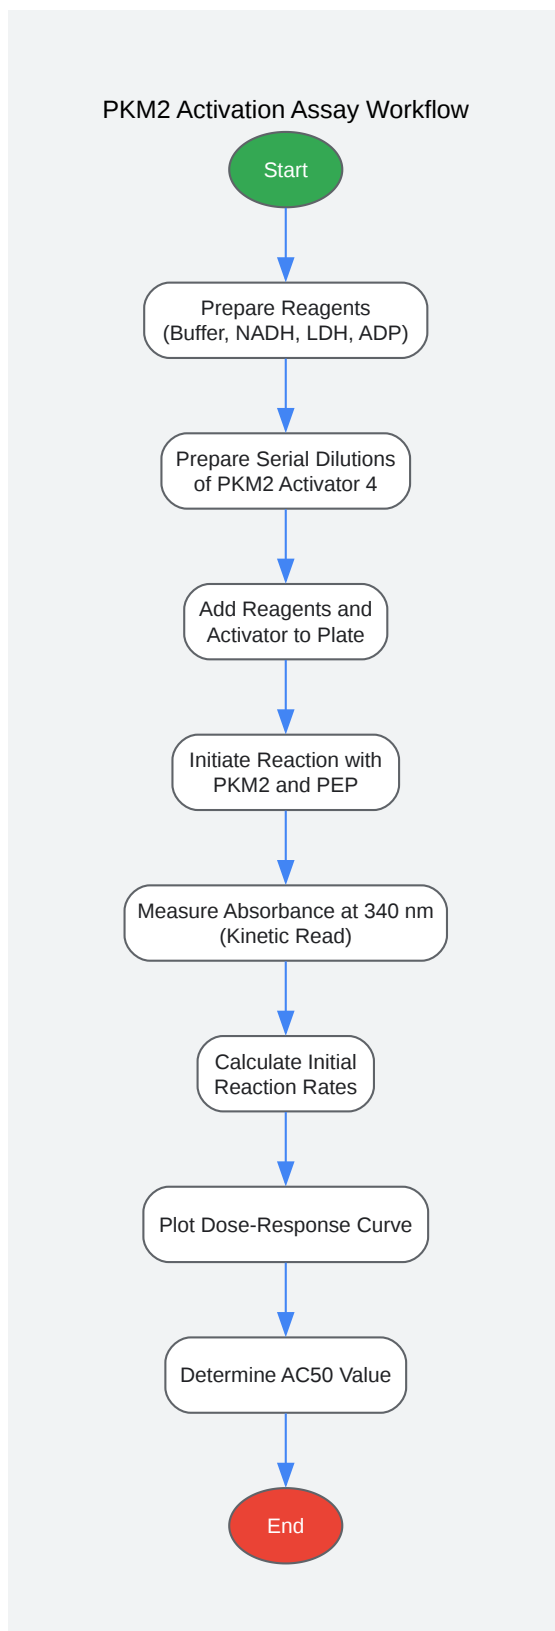 PKM2 Activation Assay Workflow
Start
Prepare Reagents
(Buffer, NADH, LDH, ADP)
Prepare Serial Dilutions
of PKM2 Activator 4
Add Reagents and
Activator to Plate
Initiate Reaction with
PKM2 and PEP
Measure Absorbance at 340 nm
(Kinetic Read)
Calculate Initial
Reaction Rates
Plot Dose-Response Curve
Determine AC50 Value
End